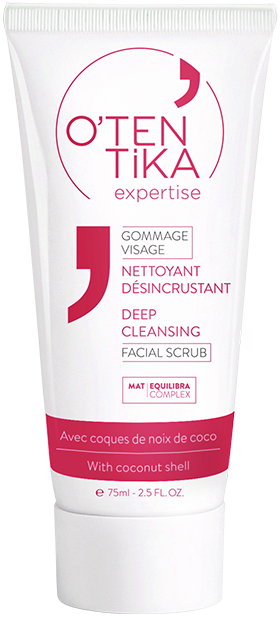 O'TEN
TiKA
expertise
GOMMAGE
VISAGE
NETTOYANT
DÉSINCRUSTANT
DEEP
CLEANSING
FACIAL SCRUB
MAT EQUILIBRA
COMPLEX
Avec coques de noix de coco
With coconut shell
e 75ml - 2.5 FL. OZ.